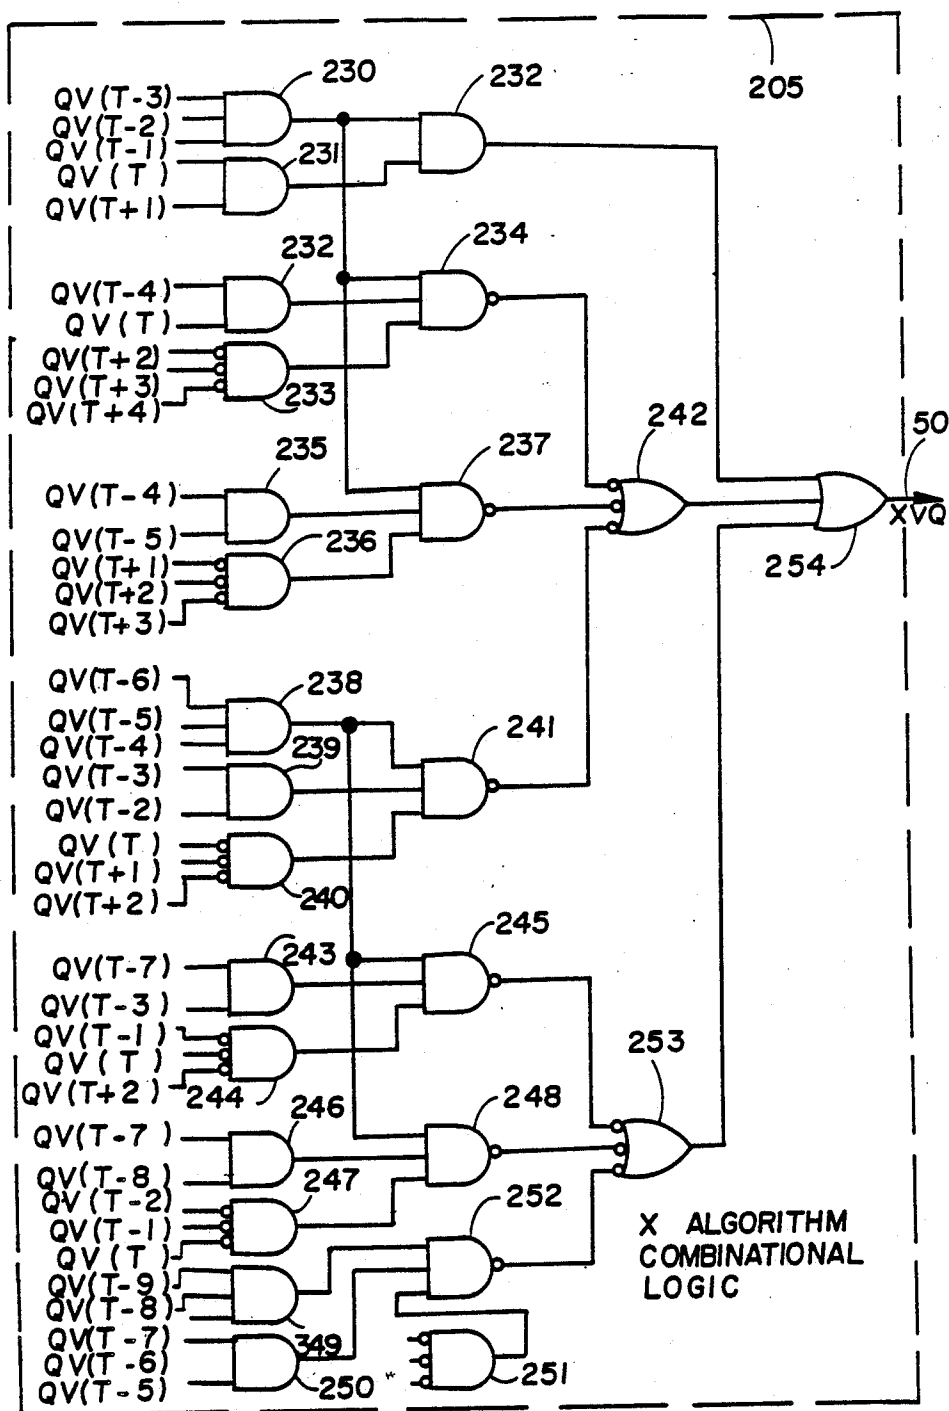 230
232
205
QV(T-3)
QV(T-2)
QV(T-1)
231
QV(T)
QV(T+1)
232
234
QV(T-4)
QV(T)
QV(T+2)
QV(T+3)
233
QV(T+4)
235
237
242
50
QV(T-4)
XVQ
QV(T-5)
236
254
QV(T+1)
QV(T+2)
QV(T+3)
QV(T-6)
238
QV(T-5)
241
QV(T-4)
239
QV(T-3)
QV(T-2)
QV(T)
QV(T+1)
240
QV(T+2)
245
243
QV(T-7)
QV(T-3)
QV(T-1)
253
QV(T)
QV(T+2)
244
246
248
QV(T-7)
QV(T-8)
247
QV(T-2)
252
QV(T-1)
X ALGORITHM
COMBINATIONAL
LOGIC
QV(T)
QV(T-9)
QV(T-8)
349
QV(T-7)
QV(T-6)
250
251
QV(T-5)